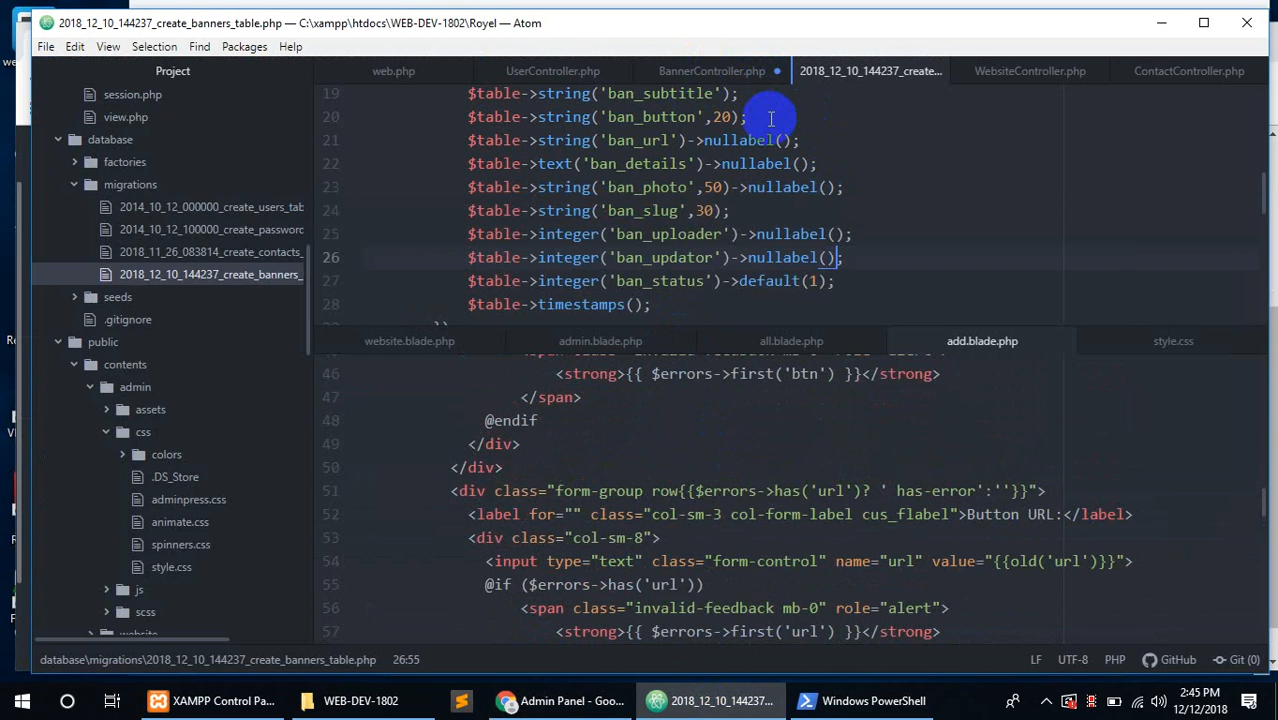 2018_12_10_144237_create_banners_table.php — C:\xampp\htdocs\WEB-DEV-1802\Royel — Atom
File Edit View Selection Find Packages Help
Project
session.php
view.php
database
factories
migrations
2014_10_12_000000_create_users_tab
2014_10_12_100000_create_password
2018_11_26_083814_create_contacts_
2018_12_10_144237_create_banners_
seeds
.gitignore
public
contents
admin
assets
css
colors
.DS_Store
adminpress.css
animate.css
spinners.css
style.css
js
scss
website
web.php UserController.php BannerController.php 2018_12_10_144237_create... WebsiteController.php ContactController.php
19 $table->string('ban_subtitle');
20 $table->string('ban_button',20);
21 $table->string('ban_url')->nullabel();
22 $table->text('ban_details')->nullabel();
23 $table->string('ban_photo',50)->nullabel();
24 $table->string('ban_slug',30);
25 $table->integer('ban_uploader')->nullabel();
26 $table->integer('ban_updator')->nullabel();
27 $table->integer('ban_status')->default(1);
28 $table->timestamps();
website.blade.php admin.blade.php all.blade.php add.blade.php style.css
46 <strong>{{ $errors->first('btn') }}</strong>
47 </span>
48 @endif
49 </div>
50 </div>
51 <div class="form-group row{{$errors->has('url')? ' has-error':''}}">
52 <label for="" class="col-sm-3 col-form-label cus_flabel">Button URL:</label>
53 <div class="col-sm-8">
54 <input type="text" class="form-control" name="url" value="{{old('url')}}">
55 @if ($errors->has('url'))
56 <span class="invalid-feedback mb-0" role="alert">
57 <strong>{{ $errors->first('url') }}</strong>
database\migrations\2018_12_10_144237_create_banners_table.php 26:55 LF UTF-8 PHP GitHub Git (0)
XAMPP Control Pa... WEB-DEV-1802 Admin Panel - Goo... 2018_12_10_144237... Windows PowerShell
2:45 PM
12/12/2018